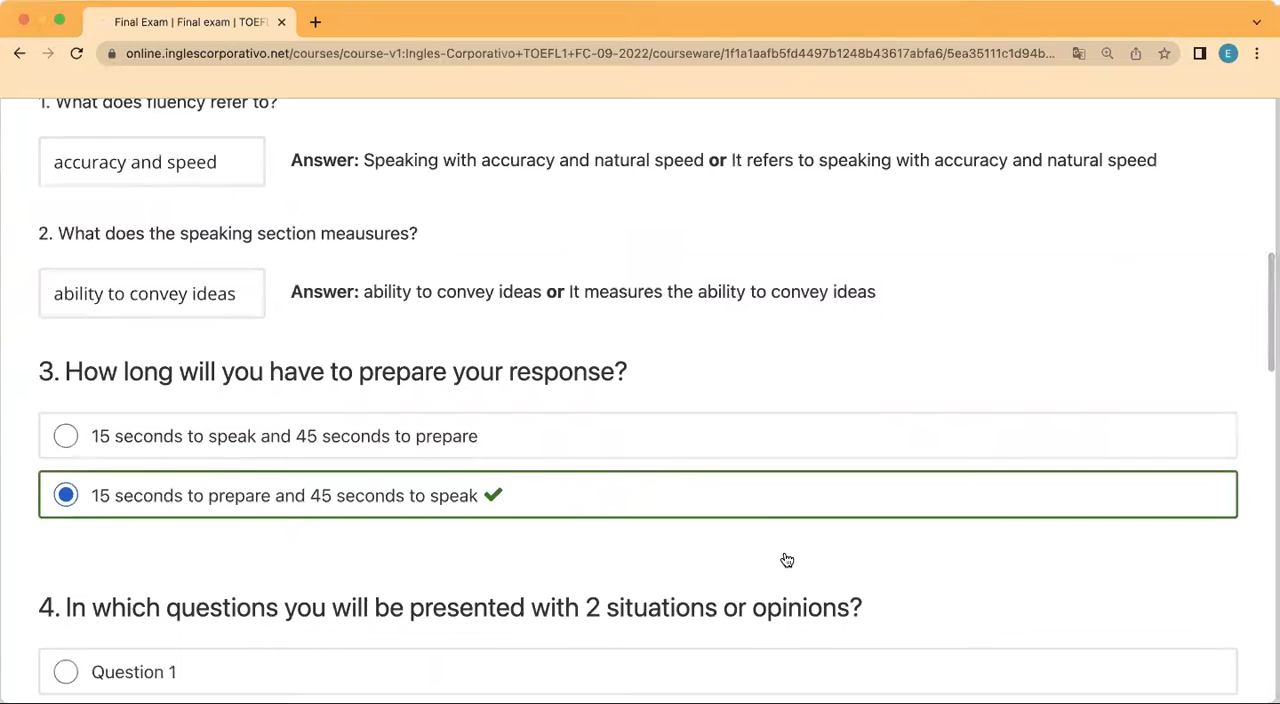 Final Exam | Final exam | TOEFL
online.inglescorporativo.net/courses/course-v1:Ingles-Corporativo+TOEFL1+FC-09-2022/courseware/1f1a1aafb5fd4497b1248b43617abfa6/5ea35111c1d94b...
E
1. What does fluency refer to?
accuracy and speed
Answer: Speaking with accuracy and natural speed or It refers to speaking with accuracy and natural speed
2. What does the speaking section meausures?
ability to convey ideas
Answer: ability to convey ideas or It measures the ability to convey ideas
3. How long will you have to prepare your response?
15 seconds to speak and 45 seconds to prepare
15 seconds to prepare and 45 seconds to speak
4. In which questions you will be presented with 2 situations or opinions?
Question 1